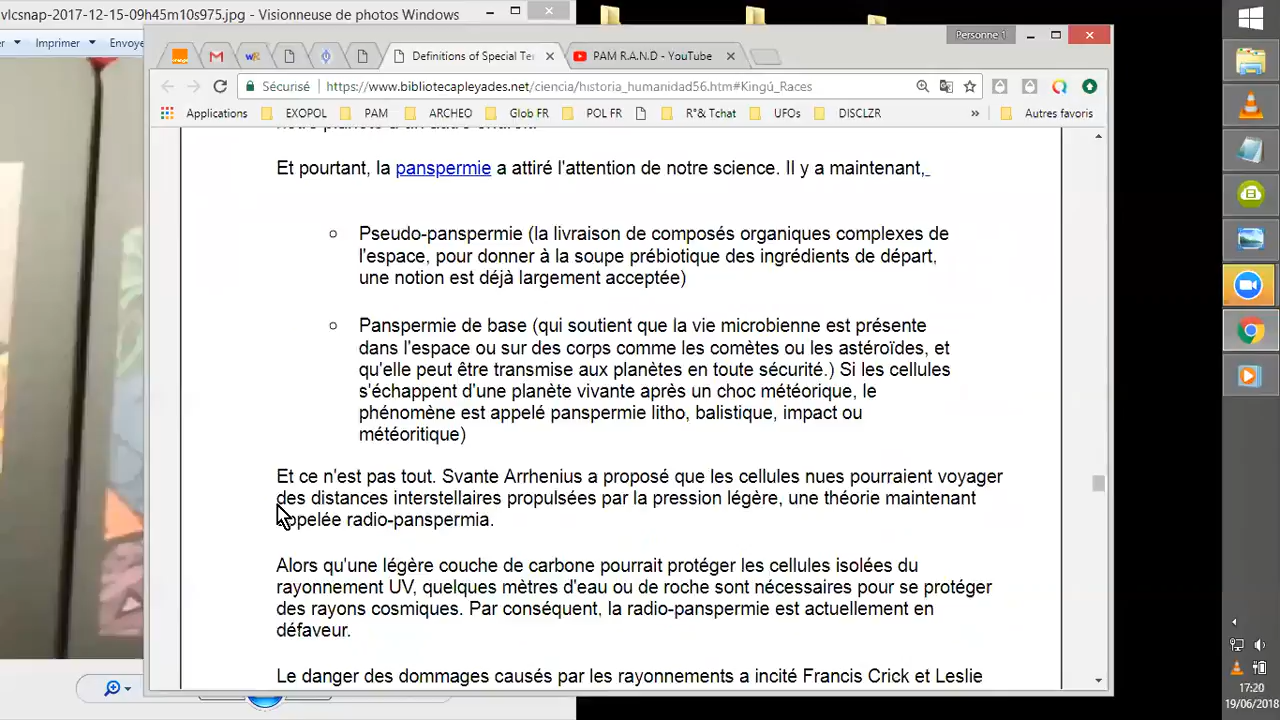 vlcsnap-2017-12-15-09h45m10s975.jpg - Visionneuse de photos Windows
Imprimer
Envoye
Personne 1
Definitions of Special Te
PAM R.A.N.D - YouTube
Sécurisé
https://www.bibliotecapleyades.net/ciencia/historia_humanidad56.htm#Kingú_Races
Applications
EXOPOL
PAM
ARCHEO
Glob FR
POL FR
R°& Tchat
UFOs
DISCLZR
»
Autres favoris
Et pourtant, la panspermie a attiré l'attention de notre science. Il y a maintenant,
Pseudo-panspermie (la livraison de composés organiques complexes de
l'espace, pour donner à la soupe prébiotique des ingrédients de départ,
une notion est déjà largement acceptée)
Panspermie de base (qui soutient que la vie microbienne est présente
dans l'espace ou sur des corps comme les comètes ou les astéroïdes, et
qu'elle peut être transmise aux planètes en toute sécurité.) Si les cellules
s'échappent d'une planète vivante après un choc météorique, le
phénomène est appelé panspermie litho, balistique, impact ou
météoritique)
Et ce n'est pas tout. Svante Arrhenius a proposé que les cellules nues pourraient voyager
des distances interstellaires propulsées par la pression légère, une théorie maintenant
appelée radio-panspermia.
Alors qu'une légère couche de carbone pourrait protéger les cellules isolées du
rayonnement UV, quelques mètres d'eau ou de roche sont nécessaires pour se protéger
des rayons cosmiques. Par conséquent, la radio-panspermie est actuellement en
défaveur.
Le danger des dommages causés par les rayonnements a incité Francis Crick et Leslie
17:20
19/06/2018